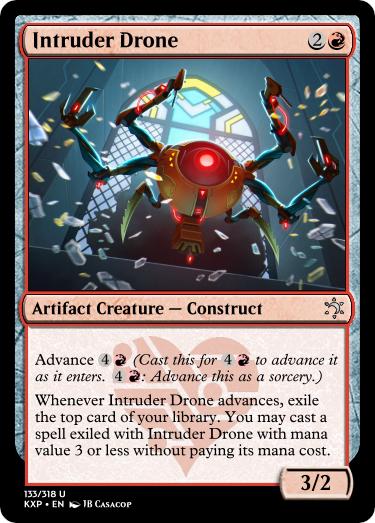 Intruder Drone 2
Artifact Creature — Construct
Advance 4 (Cast this for 4 to advance it
as it enters. 4 : Advance this as a sorcery.)
Whenever Intruder Drone advances, exile
the top card of your library. You may cast a
spell exiled with Intruder Drone with mana
value 3 or less without paying its mana cost.
3/2
133/318 U
KXP • EN JB Casacop